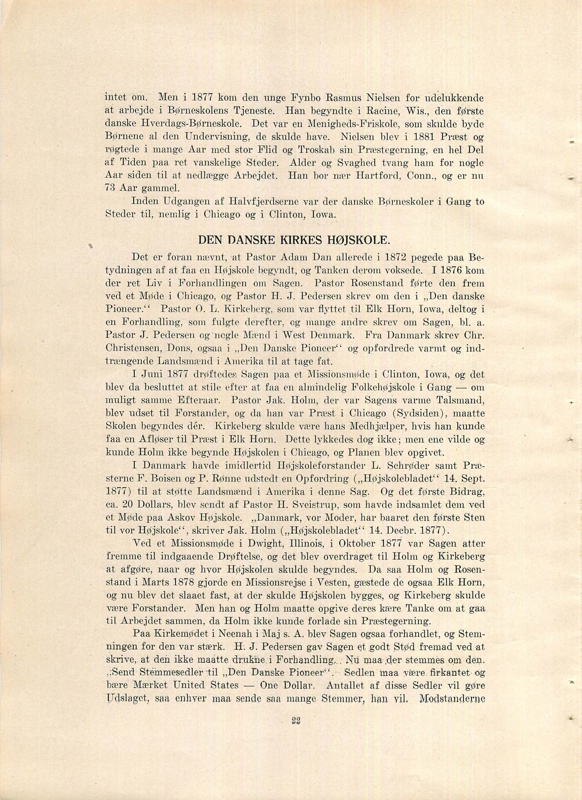 intet om. Men i 1877 kom den unge Fynbo Rasmus Nielsen for udelukkende
at arbejde i Børneskolens Tjeneste. Han begyndte i Racine, Wis., den første
danske Hverdags-Børneskole. Det var en Menigheds-Friskole, som skulde byde
Børnene al den Undervisning, de skulde have. Nielsen blev i 1881 Præst og
røgtede i mange Aar med stor Flid og Troskab sin Præstegerning, en hel Del
af Tiden paa ret vanskelige Steder. Alder og Svaghed tvang ham for nogle
Aar siden til at nedlægge Arbejdet. Han bor nær Hartford, Conn., og er nu
73 Aar gammel.
Inden Udgangen af Halvfjerdserne var der danske Børneskoler i Gang to
Steder til, nemlig i Chicago og i Clinton, Iowa.
DEN DANSKE KIRKES HØJSKOLE.
Det er foran nævnt, at Pastor Adam Dan allerede i 1872 pegede paa Be-
tydningen af at faa en Højskole begyndt, og Tanken derom voksede. I 1876 kom
der ret Liv i Forhandlingen om Sagen. Pastor Rosenstand førte den frem
ved et Møde i Chicago, og Pastor H. J. Pedersen skrev om den i „Den danske
Pioneer.“ Pastor O. L. Kirkeberg, som var flyttet til Elk Horn, Iowa, deltog i
en Forhandling, som fulgte derefter, og mange andre skrev om Sagen, bl. a.
Pastor J. Pedersen og nogle Mænd i West Denmark. Fra Danmark skrev Chr.
Christensen, Dons, ogsaa i „Den Danske Pioneer“ og opfordrede varmt og ind-
trængende Landsmænd i Amerika til at tage fat.
I Juni 1877 drøftedes Sagen paa et Missionsmøde i Clinton, Iowa, og det
blev da besluttet at stile efter at faa en almindelig Folkehøjskole i Gang — om
muligt samme Efteraar. Pastor Jak. Holm, der var Sagens varme Talsmand,
blev udset til Forstander, og da han var Præst i Chicago (Sydsiden), maatte
Skolen begyndes dér. Kirkeberg skulde være hans Medhjælper, hvis han kunde
faa en Afløser til Præst i Elk Horn. Dette lykkedes dog ikke; men ene vilde og
kunde Holm ikke begynde Højskolen i Chicago, og Planen blev opgivet.
I Danmark havde imidlertid Højskoleforstander L. Schrøder samt Præ-
sterne F. Boisen og P. Rønne udstedt en Opfordring („Højskolebladet“ 14. Sept.
1877) til at støtte Landsmænd i Amerika i denne Sag. Og det første Bidrag,
ca. 20 Dollars, blev sendt af Pastor H. Sveistrup, som havde indsamlet dem ved
et Møde paa Askov Højskole. „Danmark, vor Moder, har baaret den første Sten
til vor Højskole“, skriver Jak. Holm („Højskolebladet“ 14. Decbr. 1877).
Ved et Missionsmøde i Dwight, Illinois, i Oktober 1877 var Sagen atter
fremme til indgaaende Drøftelse, og det blev overdraget til Holm og Kirkeberg
at afgøre, naar og hvor Højskolen skulde begyndes. Da saa Holm og Rosen-
stand i Marts 1878 gjorde en Missionsrejse i Vesten, gæstede de ogsaa Elk Horn,
og nu blev det slaaet fast, at der skulde Højskolen bygges, og Kirkeberg skulde
være Forstander. Men han og Holm maatte opgive deres kære Tanke om at gaa
til Arbejdet sammen, da Holm ikke kunde forlade sin Præstegerning.
Paa Kirkemødet i Neenah i Maj s. A. blev Sagen ogsaa forhandlet, og Stem-
ningen for den var stærk. H. J. Pedersen gav Sagen et godt Stød fremad ved at
skrive, at den ikke maatte drukne i Forhandling. Nu maa der stemmes om den.
„Send Stemmesedler til „Den Danske Pioneer“. Sedlen maa være firkantet og
bære Mærket United States — One Dollar. Antallet af disse Sedler vil gøre
Udslaget, saa enhver maa sende saa mange Stemmer, han vil. Modstanderne
22